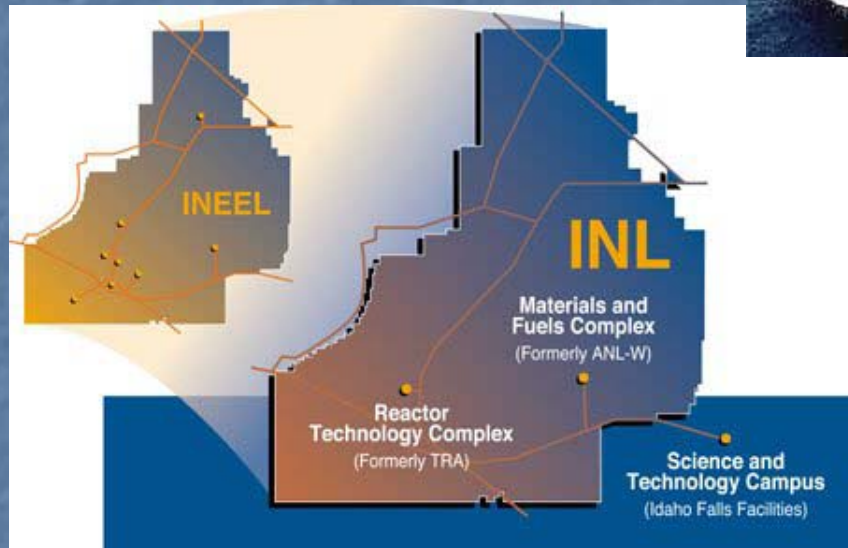 INEEL
INL
Materials and
Fuels Complex
(Formerly ANL-W)
Reactor
Technology Complex
(Formerly TRA)
Science and
Technology Campus
(Idaho Falls Facilities)